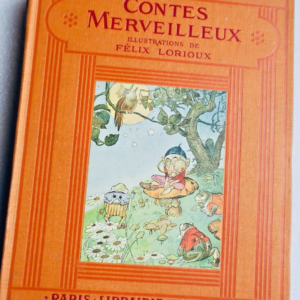 CONTES
MERVEILLEUX
ILLUSTRATIONS DE
FÉLIX LORIOUX
PARIS - LIBRAIRIE